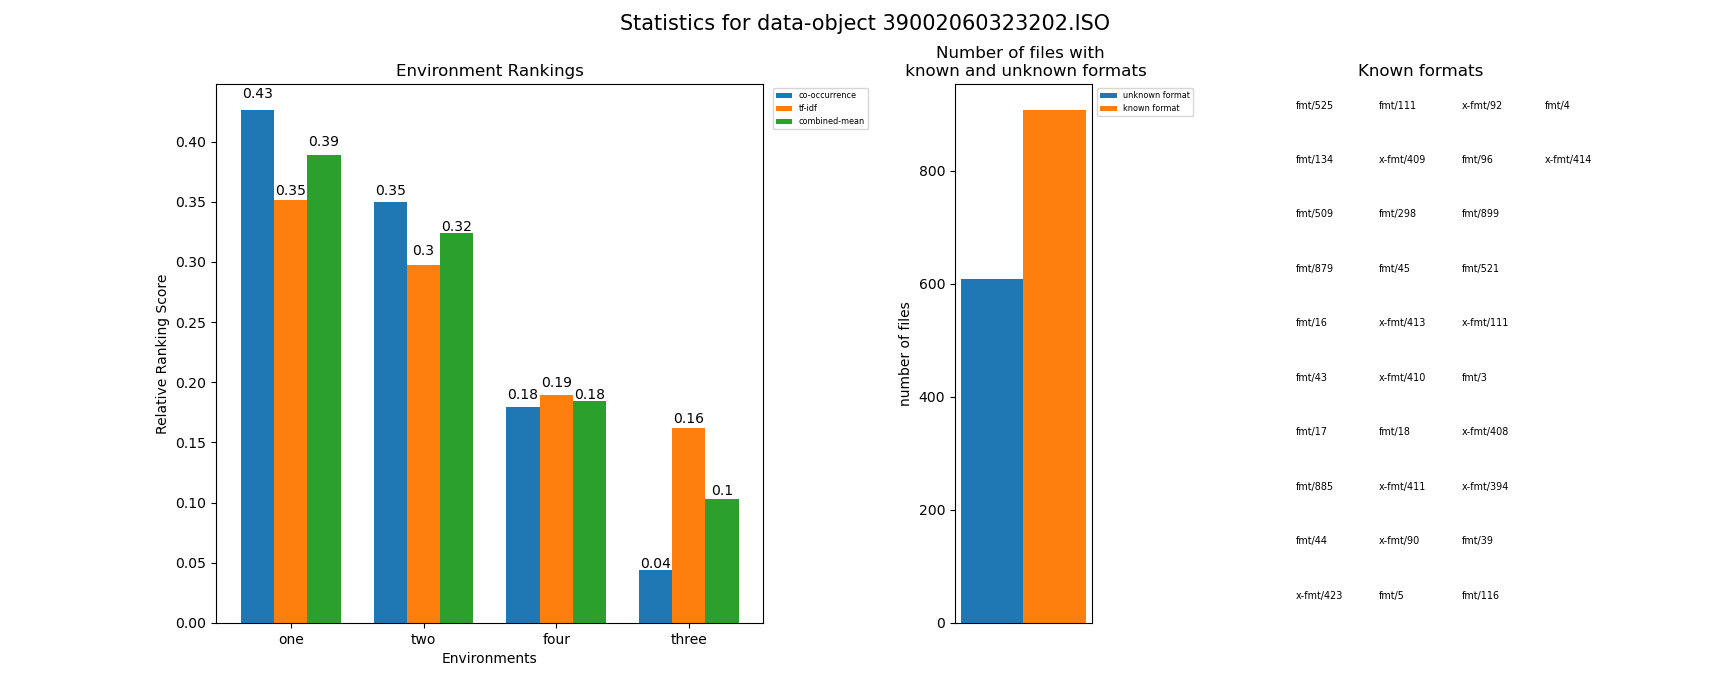 Statistics for data-object 39002060323202.ISO
Environment Rankings
0.43
0.35
0.39
0.35
0.3
0.32
0.18
0.19
0.18
0.04
0.16
0.1
0.40
0.35
0.30
0.25
0.20
0.15
0.10
0.05
0.00
Relative Ranking Score
one two four three
Environments
co-occurrence
tf-idf
combined-mean
Number of files with
known and unknown formats
800
600
400
200
0
number of files
unknown format
known format
Known formats
fmt/525 fmt/111 x-fmt/92 fmt/4
fmt/134 x-fmt/409 fmt/96 x-fmt/414
fmt/509 fmt/298 fmt/899
fmt/879 fmt/45 fmt/521
fmt/16 x-fmt/413 x-fmt/111
fmt/43 x-fmt/410 fmt/3
fmt/17 fmt/18 x-fmt/408
fmt/885 x-fmt/411 x-fmt/394
fmt/44 x-fmt/90 fmt/39
x-fmt/423 fmt/5 fmt/116